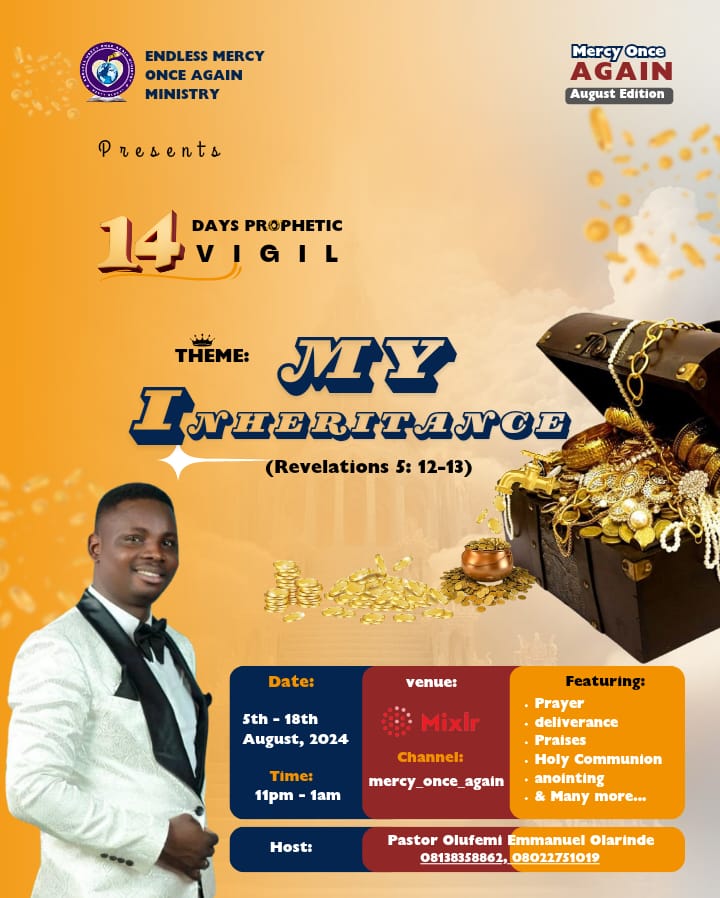 ENDLESS MERCY
ONCE AGAIN
MINISTRY
Mercy Once
AGAIN
August Edition
Presents
14
DAYS PROPHETIC
VIGIL
THEME:
MY
INHERITANCE
(Revelations 5: 12-13)
Date:
5th - 18th
August, 2024
Time:
11pm - 1am
venue:
Mixlr
Channel:
mercy_once_again
Featuring:
• Prayer
• deliverance
• Praises
• Holy Communion
• anointing
• & Many more...
Host:
Pastor Olufemi Emmanuel Olarinde
08138358862, 08022751019